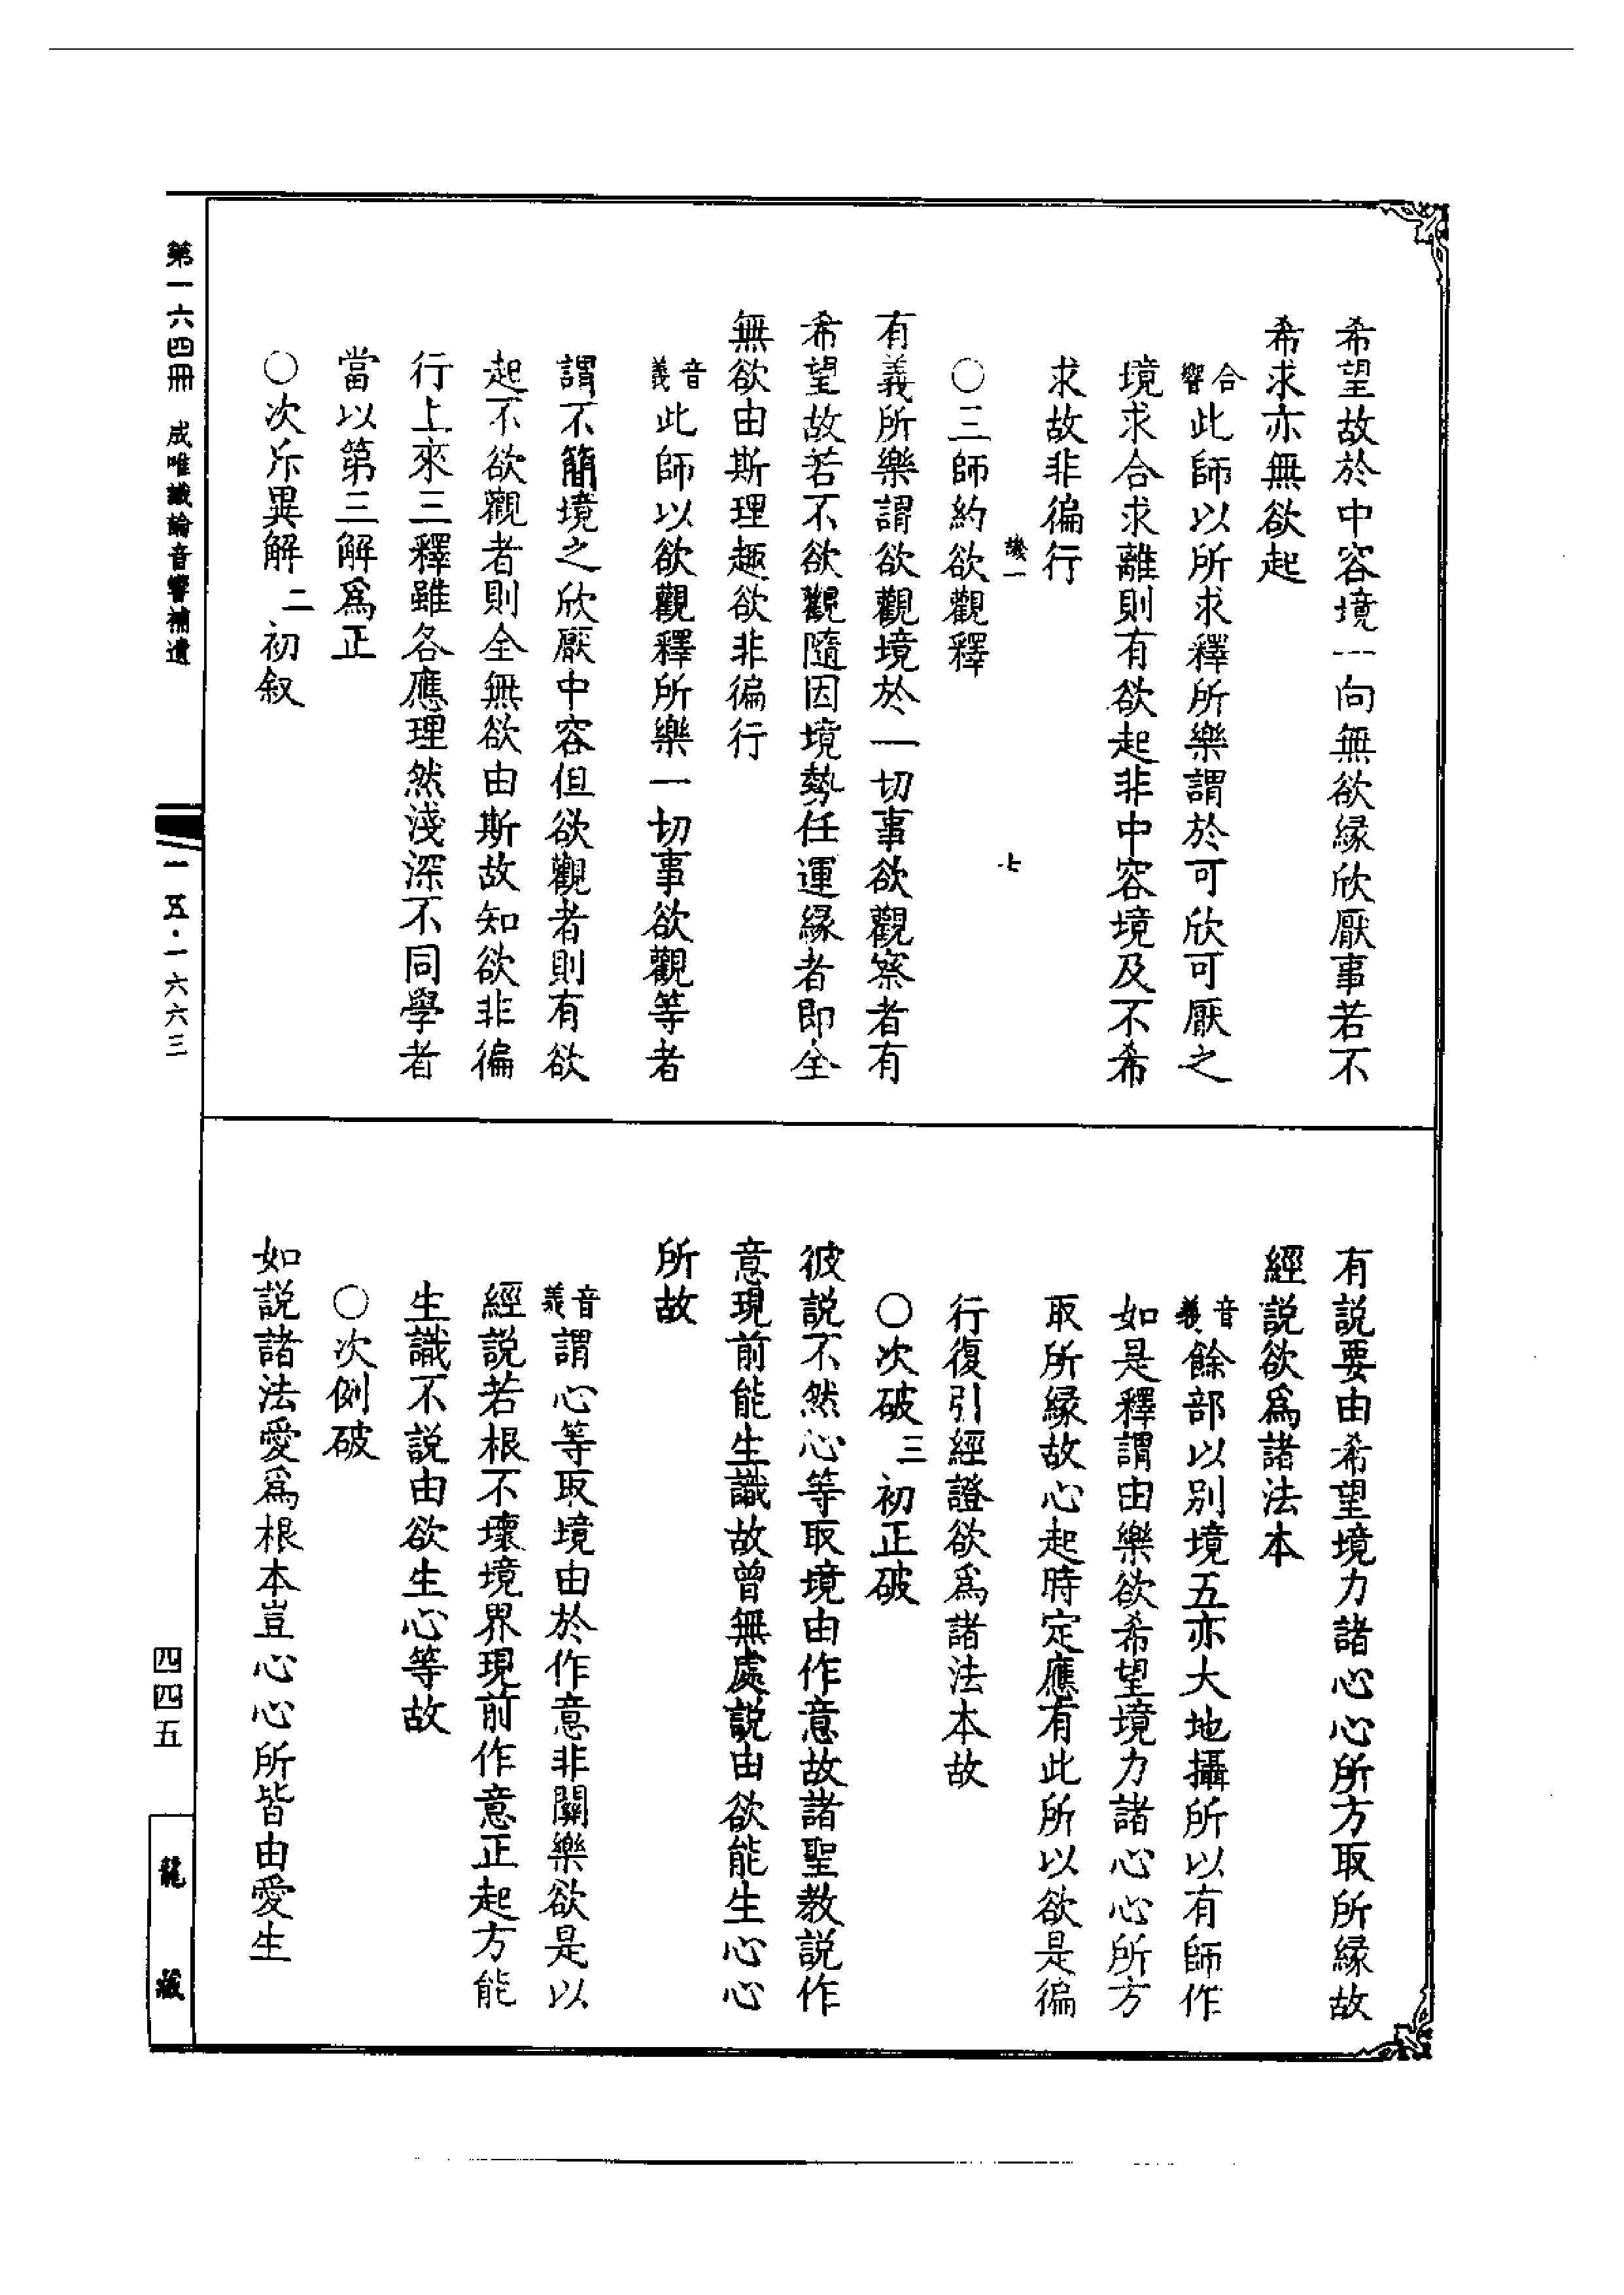 希望故於中容境一向無欲緣欣厭事若不
希求亦無欲起
合響此師以所求釋所樂謂於可欣可厭之
境求合求離則有欲起非中容境及不希
求故非徧行
譏一
七
○三師約欲觀釋
有義所樂謂欲觀境於一切事欲觀察者有
希望故若不欲觀隨因境勢任運緣者即全
無欲由斯理趣欲非徧行
音義此師以欲觀釋所樂一切事欲觀等者
謂不簡境之欣厭中容但欲觀者則有欲
起不欲觀者則全無欲由斯故知欲非徧
行上來三釋雖各應理然淺深不同學者
當以第三解爲正
○次斥異解二初叙
有説要由希望境力諸心心所方取所緣故
經説欲爲諸法本
音義餘部以別境五亦大地攝所以有師作
如是釋謂由樂欲希望境力諸心心所方
取所緣故心起時定應有此所以欲是徧
行復引經證欲爲諸法本故
○次破三初正破
彼説不然心等取境由作意故諸聖教説作
意現前能生識故曾無處説由欲能生心心
所故
音義謂心等取境由於作意非關樂欲是以
經説若根不壞境界現前作意正起方能
生識不説由欲生心等故
○次例破
如説諸法愛爲根本豈心心所皆由愛生
第一六四冊 成唯識論音響補遺
一五·一六六三
四四五
龍藏